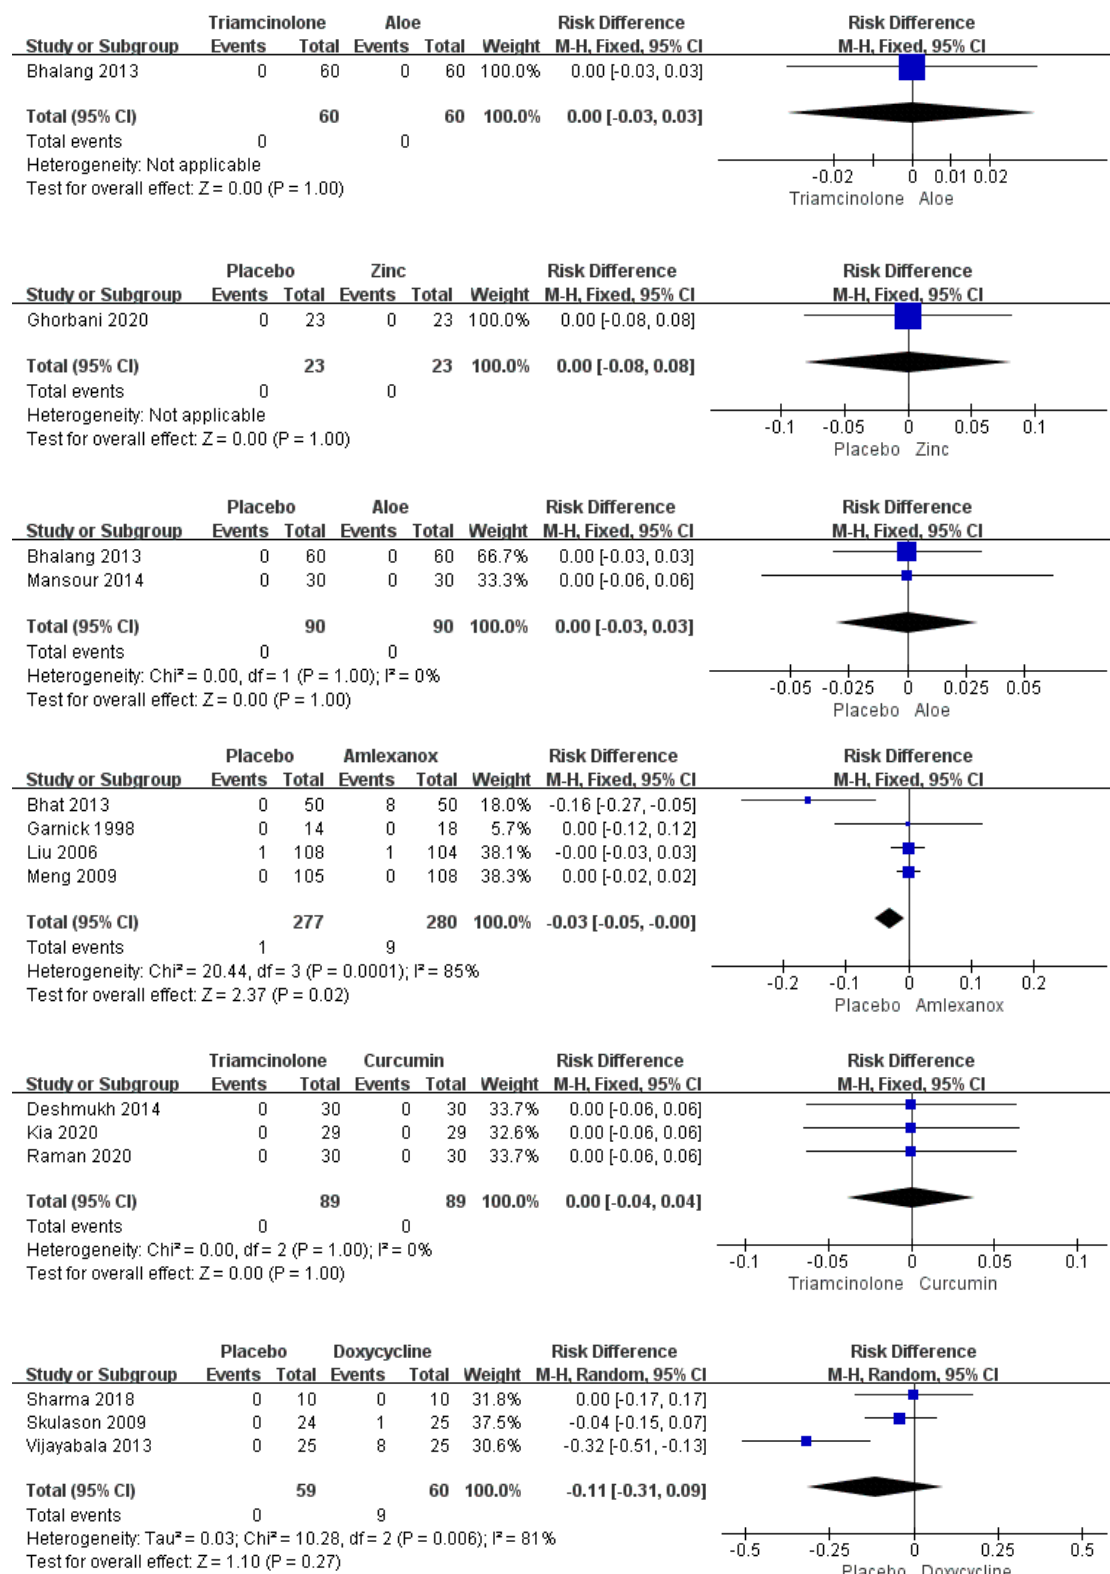 Triamcinolone Aloe Risk Difference Risk Difference
Study or Subgroup Events Total Events Total Weight M-H, Fixed, 95% CI M-H, Fixed, 95% CI
Bhalang 2013 0 60 0 60 100.0% 0.00 [-0.03, 0.03]
Total (95% CI) 60 60 100.0% 0.00 [-0.03, 0.03]
Total events 0 0
Heterogeneity: Not applicable
Test for overall effect: Z = 0.00 (P = 1.00)
-0.02 0 0.01 0.02
Triamcinolone Aloe
Placebo Zinc Risk Difference Risk Difference
Study or Subgroup Events Total Events Total Weight M-H, Fixed, 95% CI M-H, Fixed, 95% CI
Ghorbani 2020 0 23 0 23 100.0% 0.00 [-0.08, 0.08]
Total (95% CI) 23 23 100.0% 0.00 [-0.08, 0.08]
Total events 0 0
Heterogeneity: Not applicable
Test for overall effect: Z = 0.00 (P = 1.00)
-0.1 -0.05 0 0.05 0.1
Placebo Zinc
Placebo Aloe Risk Difference Risk Difference
Study or Subgroup Events Total Events Total Weight M-H, Fixed, 95% CI M-H, Fixed, 95% CI
Bhalang 2013 0 60 0 60 66.7% 0.00 [-0.03, 0.03]
Mansour 2014 0 30 0 30 33.3% 0.00 [-0.06, 0.06]
Total (95% CI) 90 90 100.0% 0.00 [-0.03, 0.03]
Total events 0 0
Heterogeneity: Chi² = 0.00, df = 1 (P = 1.00); I² = 0%
Test for overall effect: Z = 0.00 (P = 1.00)
-0.05 -0.025 0 0.025 0.05
Placebo Aloe
Placebo Amlexanox Risk Difference Risk Difference
Study or Subgroup Events Total Events Total Weight M-H, Fixed, 95% CI M-H, Fixed, 95% CI
Bhat 2013 0 50 8 50 18.0% -0.16 [-0.27, -0.05]
Garnick 1998 0 14 0 18 5.7% 0.00 [-0.12, 0.12]
Liu 2006 1 108 1 104 38.1% -0.00 [-0.03, 0.03]
Meng 2009 0 105 0 108 38.3% 0.00 [-0.02, 0.02]
Total (95% CI) 277 280 100.0% -0.03 [-0.05, -0.00]
Total events 1 9
Heterogeneity: Chi² = 20.44, df = 3 (P = 0.0001); I² = 85%
Test for overall effect: Z = 2.37 (P = 0.02)
-0.2 -0.1 0 0.1 0.2
Placebo Amlexanox
Triamcinolone Curcumin Risk Difference Risk Difference
Study or Subgroup Events Total Events Total Weight M-H, Fixed, 95% CI M-H, Fixed, 95% CI
Deshmukh 2014 0 30 0 30 33.7% 0.00 [-0.06, 0.06]
Kia 2020 0 29 0 29 32.6% 0.00 [-0.06, 0.06]
Raman 2020 0 30 0 30 33.7% 0.00 [-0.06, 0.06]
Total (95% CI) 89 89 100.0% 0.00 [-0.04, 0.04]
Total events 0 0
Heterogeneity: Chi² = 0.00, df = 2 (P = 1.00); I² = 0%
Test for overall effect: Z = 0.00 (P = 1.00)
-0.1 -0.05 0 0.05 0.1
Triamcinolone Curcumin
Placebo Doxycycline Risk Difference Risk Difference
Study or Subgroup Events Total Events Total Weight M-H, Random, 95% CI M-H, Random, 95% CI
Sharma 2018 0 10 0 10 31.8% 0.00 [-0.17, 0.17]
Skulason 2009 0 24 1 25 37.5% -0.04 [-0.15, 0.07]
Vijayabala 2013 0 25 8 25 30.6% -0.32 [-0.51, -0.13]
Total (95% CI) 59 60 100.0% -0.11 [-0.31, 0.09]
Total events 0 9
Heterogeneity: Tau² = 0.03; Chi² = 10.28, df = 2 (P = 0.006); I² = 81%
Test for overall effect: Z = 1.10 (P = 0.27)
-0.5 -0.25 0 0.25 0.5
Placebo Doxycycline